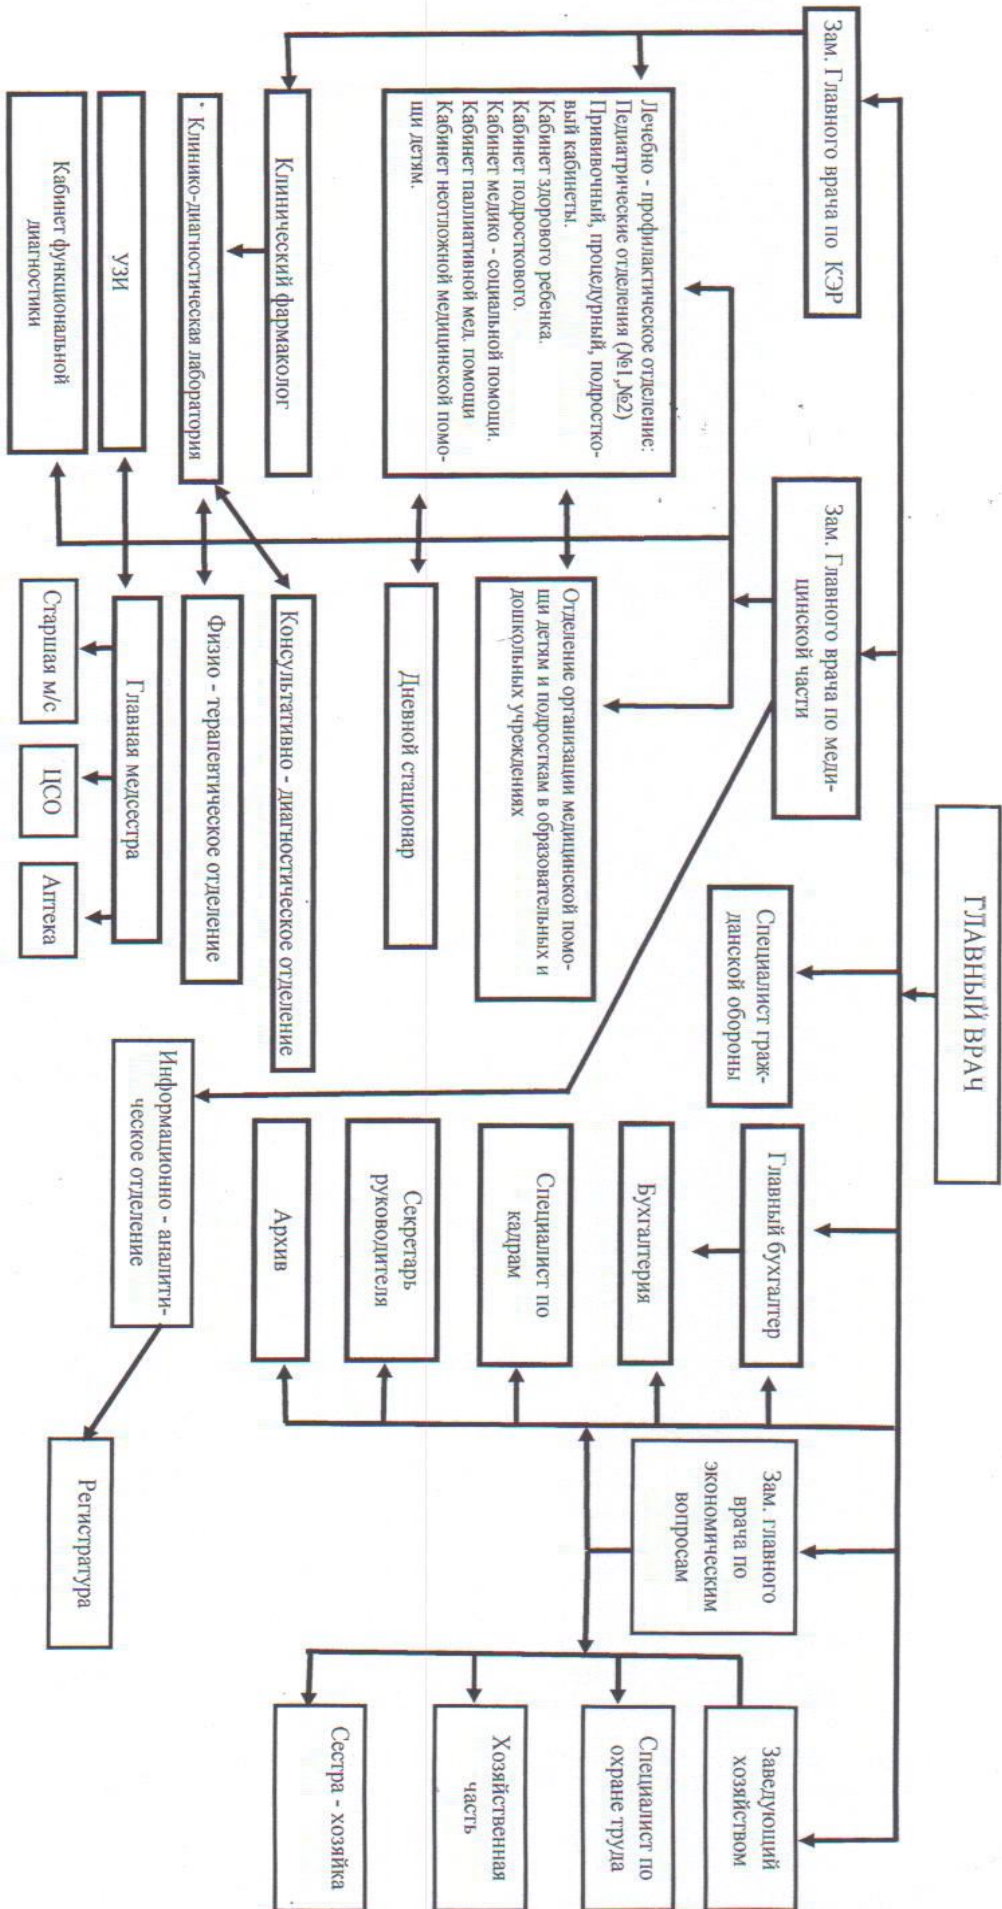 ГЛАВНЫЙ ВРАЧ
Зам. Главного врача по КЭР
Зам. Главного врача по меди-
цинской части
Специалист граж-
данской обороны
Главный бухгалтер
Зам. главного
врача по
экономическим
вопросам
Заведующий
хозяйством
Лечебно - профилактическое отделение:
Педиатрические отделения (№1,№2)
Прививочный, процедурный, подростко-
вый кабинеты.
Кабинет здорового ребенка.
Кабинет подросткового.
Кабинет медико - социальной помощи.
Кабинет паллиативной мед. помощи
Кабинет неотложной медицинской помо-
щи детям.
Отделение организации медицинской помо-
щи детям и подросткам в образовательных и
дошкольных учреждениях
Дневной стационар
Бухгалтерия
Специалист по
кадрам
Секретарь
руководителя
Архив
Специалист по
охране труда
Хозяйственная
часть
Сестра - хозяйка
Клинический фармаколог
Клинико-диагностическая лаборатория
УЗИ
Кабинет функциональной
диагностики
Консультативно - диагностическое отделение
Физио - терапевтическое отделение
Главная медсестра
Старшая м/с
ЦСО
Аптека
Информационно - аналити-
ческое отделение
Регистратура